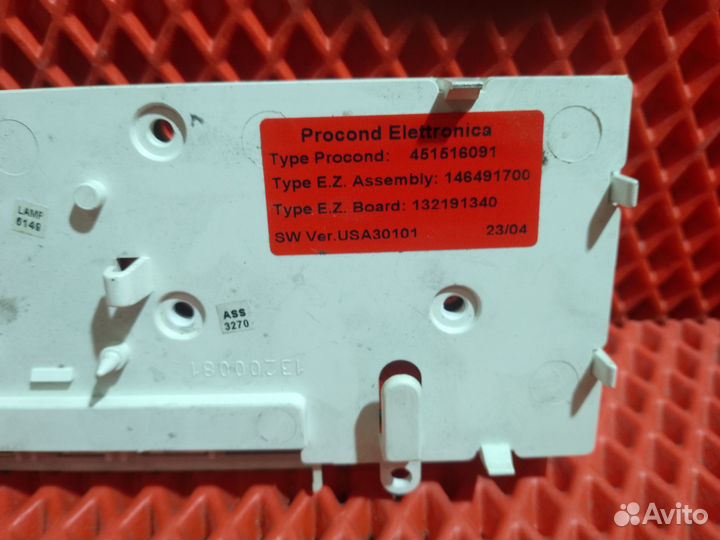 Procond Elettronica
Type Procond: 451516091
Type E.Z. Assembly: 146491700
Type E.Z. Board: 132191340
SW Ver.USA30101 23/04
LAMP
6149
ASS
3270
13200081
Avito